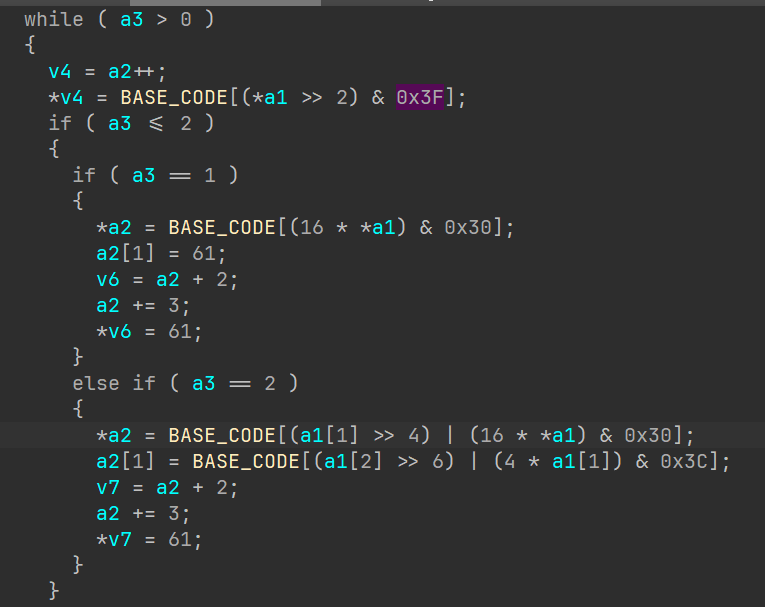 while ( a3 > 0 )
{
v4 = a2++;
*v4 = BASE_CODE[(*a1 >> 2) & 0x3F];
if ( a3 <= 2 )
{
if ( a3 == 1 )
{
*a2 = BASE_CODE[(16 * *a1) & 0x30];
a2[1] = 61;
v6 = a2 + 2;
a2 += 3;
*v6 = 61;
}
else if ( a3 == 2 )
{
*a2 = BASE_CODE[(a1[1] >> 4) | (16 * *a1) & 0x30];
a2[1] = BASE_CODE[(a1[2] >> 6) | (4 * a1[1]) & 0x3C];
v7 = a2 + 2;
a2 += 3;
*v7 = 61;
}
}